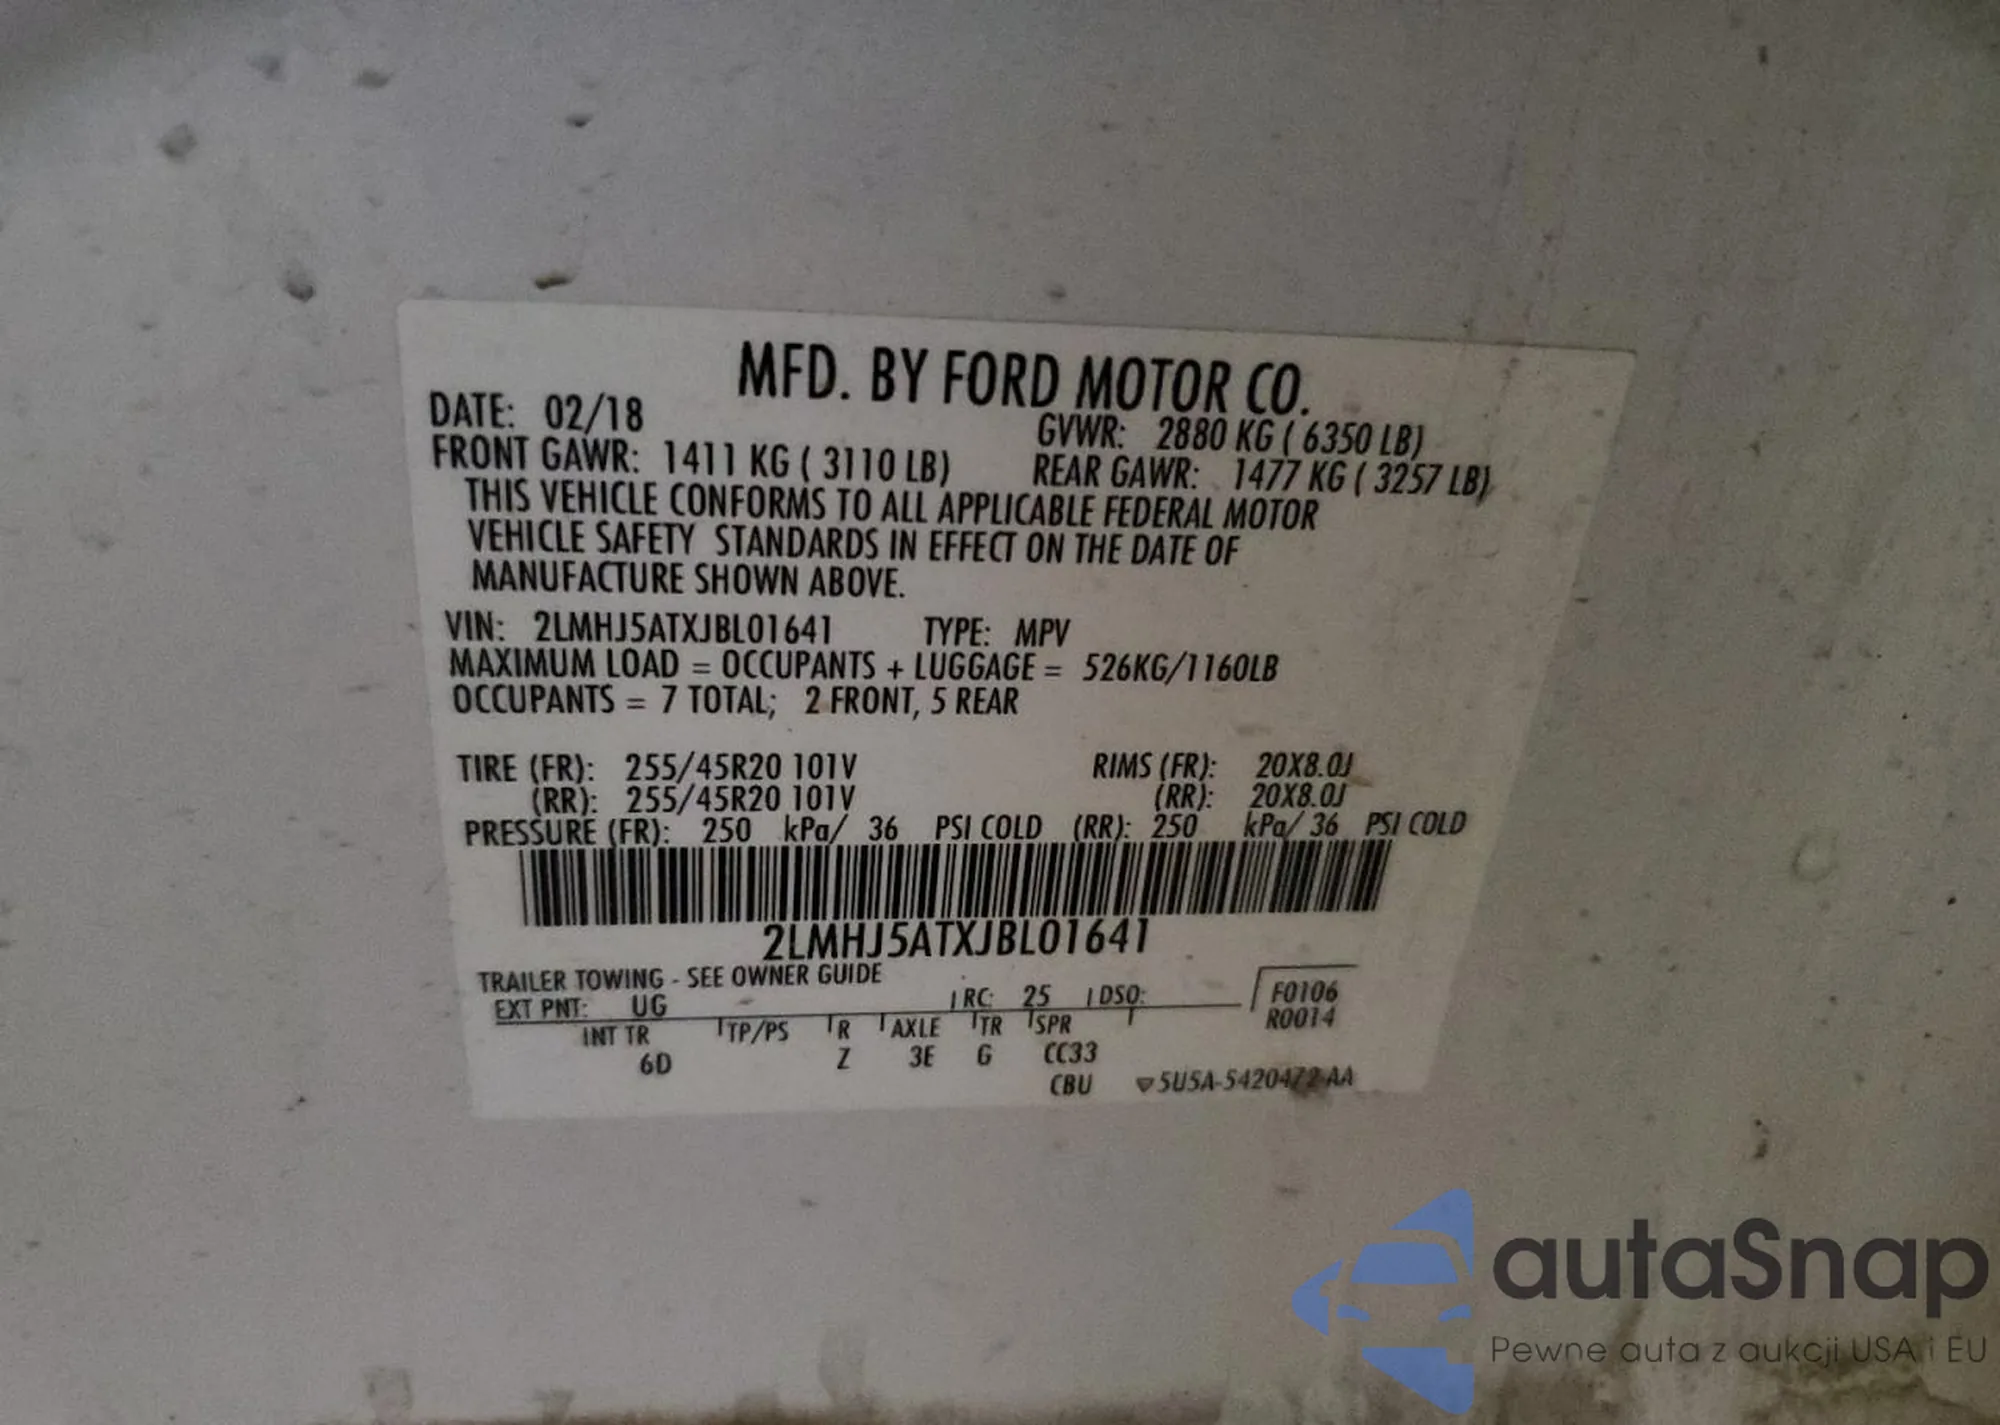 MFD. BY FORD MOTOR CO.
DATE: 02/18 GVWR: 2880 KG ( 6350 LB)
FRONT GAWR: 1411 KG ( 3110 LB) REAR GAWR: 1477 KG ( 3257 LB)
THIS VEHICLE CONFORMS TO ALL APPLICABLE FEDERAL MOTOR
VEHICLE SAFETY STANDARDS IN EFFECT ON THE DATE OF
MANUFACTURE SHOWN ABOVE.
VIN: 2LMHJ5ATXJBL01641 TYPE: MPV
MAXIMUM LOAD = OCCUPANTS + LUGGAGE = 526KG/1160LB
OCCUPANTS = 7 TOTAL; 2 FRONT, 5 REAR
TIRE (FR): 255/45R20 101V RIMS (FR): 20X8.0J
(RR): 255/45R20 101V (RR): 20X8.0J
PRESSURE (FR): 250 kPa/ 36 PSI COLD (RR): 250 kPa/ 36 PSI COLD
2LMHJ5ATXJBL01641
TRAILER TOWING - SEE OWNER GUIDE
EXT PNT: UG RC: 25 DSO: F0106
R0014
INT TR TP/PS R AXLE TR SPR
6D Z 3E G CC33
CBU 5U5A-5420472-AA
autaSnap
Pewne auta z aukcji USA i EU